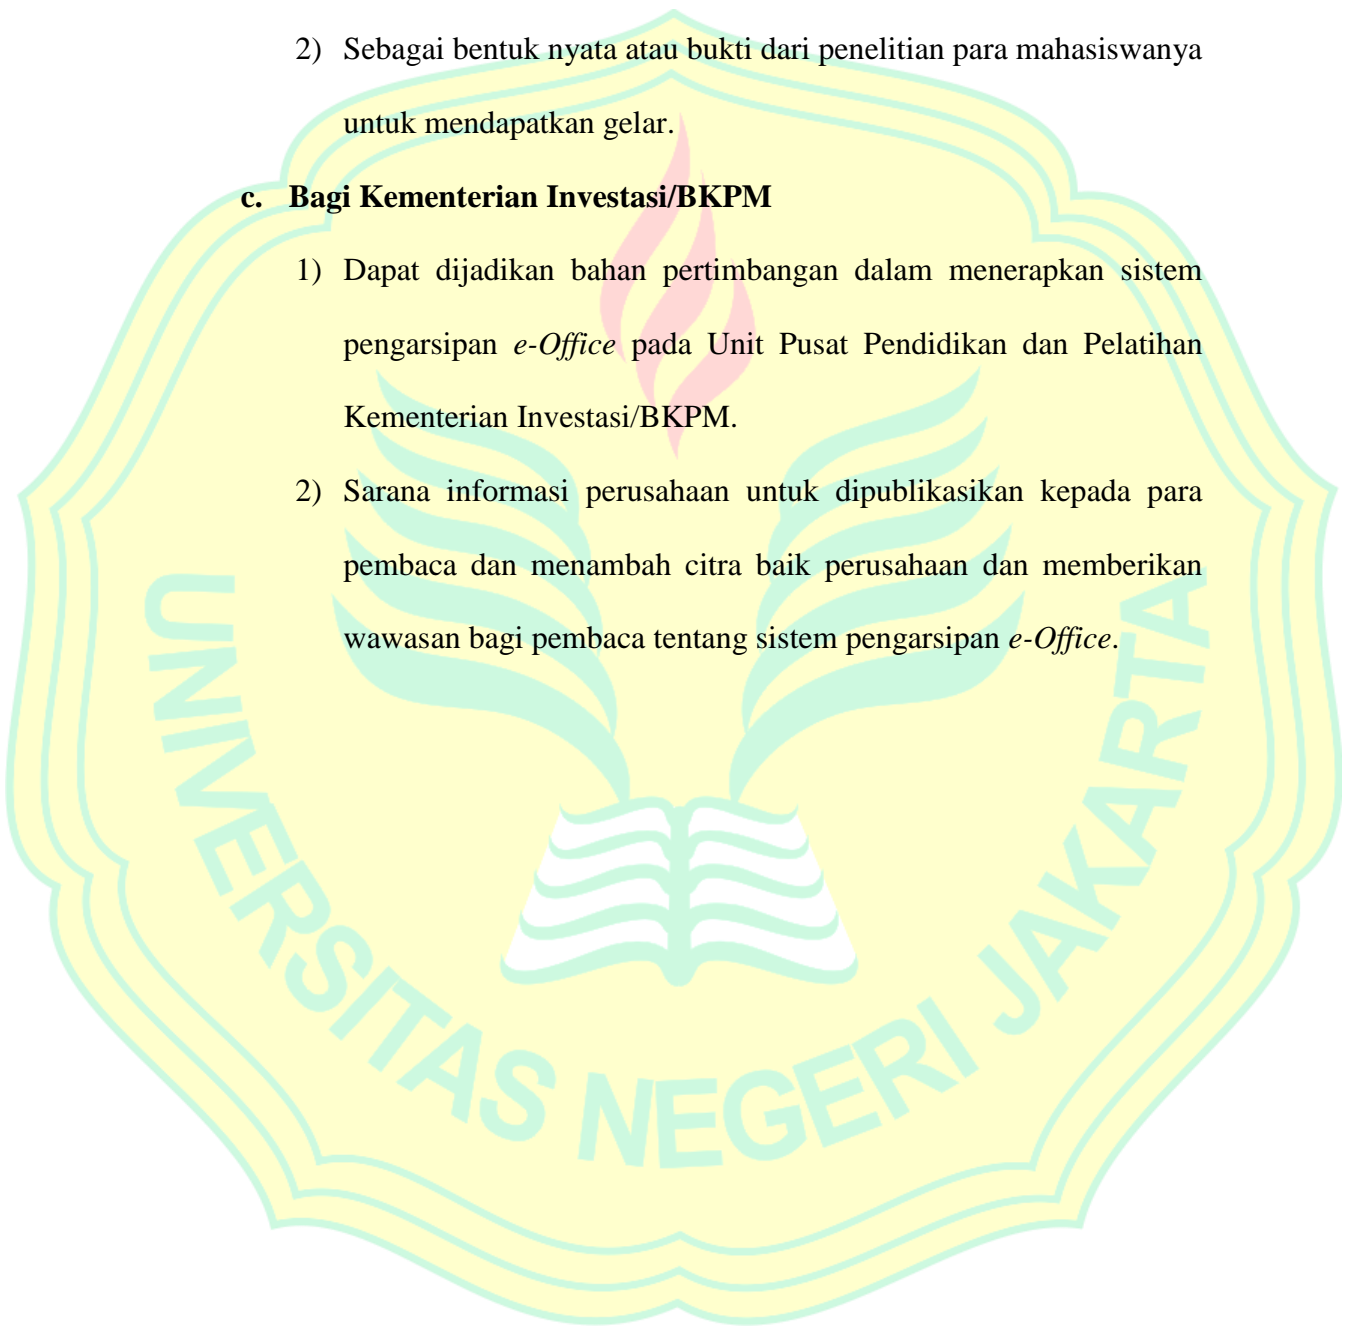 2) Sebagai bentuk nyata atau bukti dari penelitian para mahasiswanya
untuk mendapatkan gelar.
c. Bagi Kementerian Investasi/BKPM
1) Dapat dijadikan bahan pertimbangan dalam menerapkan sistem
pengarsipan e-Office pada Unit Pusat Pendidikan dan Pelatihan
Kementerian Investasi/BKPM.
2) Sarana informasi perusahaan untuk dipublikasikan kepada para
pembaca dan menambah citra baik perusahaan dan memberikan
wawasan bagi pembaca tentang sistem pengarsipan e-Office.
UNIVERSITAS NEGERI JAKARTA